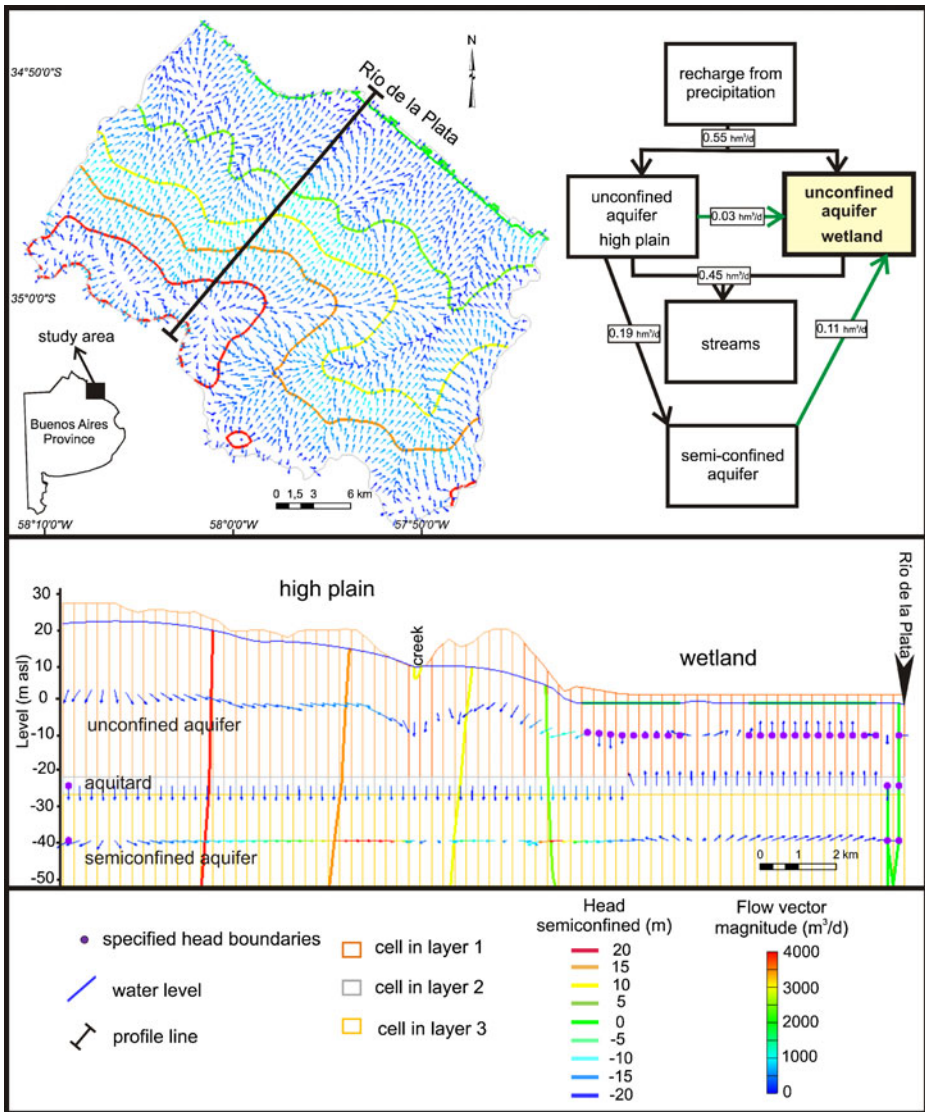 34°50'0"S
N
Río de la Plata
35°0'0"S
study area
Buenos Aires
Province
0 1,5 3 6 km
58°10'0"W
58°0'0"W
57°50'0"W
recharge from
precipitation
0.55 hm³/d
unconfined
aquifer
high plain
0.03 hm³/d
unconfined
aquifer
wetland
0.45 hm³/d
0.19 hm³/d
streams
0.11 hm³/d
semi-confined
aquifer
high plain
creek
wetland
Río de la Plata
Level (m asl)
30
20
10
0
-10
-20
-30
-40
-50
unconfined aquifer
aquitard
semiconfined aquifer
0 1 2 km
specified head boundaries
water level
profile line
cell in layer 1
cell in layer 2
cell in layer 3
Head
semiconfined (m)
20
15
10
5
0
-5
-10
-15
-20
Flow vector
magnitude (m³/d)
4000
3000
2000
1000
0